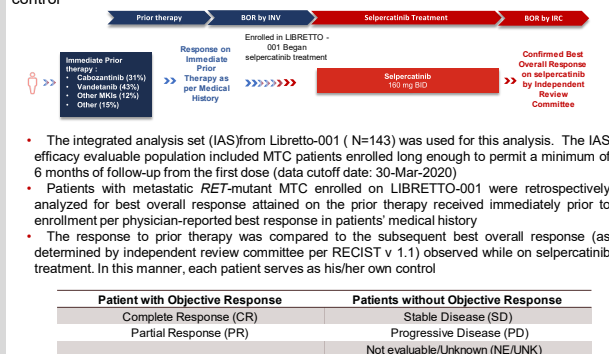 control
Prior therapy
BOR by INV
Selpercatinib Treatment
BOR by IRC
Immediate Prior
therapy :
• Cabozantinib (31%)
• Vandetanib (43%)
• Other MKIs (12%)
• Other (15%)
Response on
Immediate
Prior
Therapy as
per Medical
History
Enrolled in LIBRETTO -
001 Began
selpercatinib treatment
Selpercatinib
160 mg BID
Confirmed Best
Overall Response
on selpercatinib
by Independent
Review
Committee
• The integrated analysis set (IAS)from Libretto-001 ( N=143) was used for this analysis. The IAS
efficacy evaluable population included MTC patients enrolled long enough to permit a minimum of
6 months of follow-up from the first dose (data cutoff date: 30-Mar-2020)
• Patients with metastatic RET-mutant MTC enrolled on LIBRETTO-001 were retrospectively
analyzed for best overall response attained on the prior therapy received immediately prior to
enrollment per physician-reported best response in patients' medical history
• The response to prior therapy was compared to the subsequent best overall response (as
determined by independent review committee per RECIST v 1.1) observed while on selpercatinib
treatment. In this manner, each patient serves as his/her own control
Patient with Objective Response Patients without Objective Response
Complete Response (CR) Stable Disease (SD)
Partial Response (PR) Progressive Disease (PD)
Not evaluable/Unknown (NE/UNK)